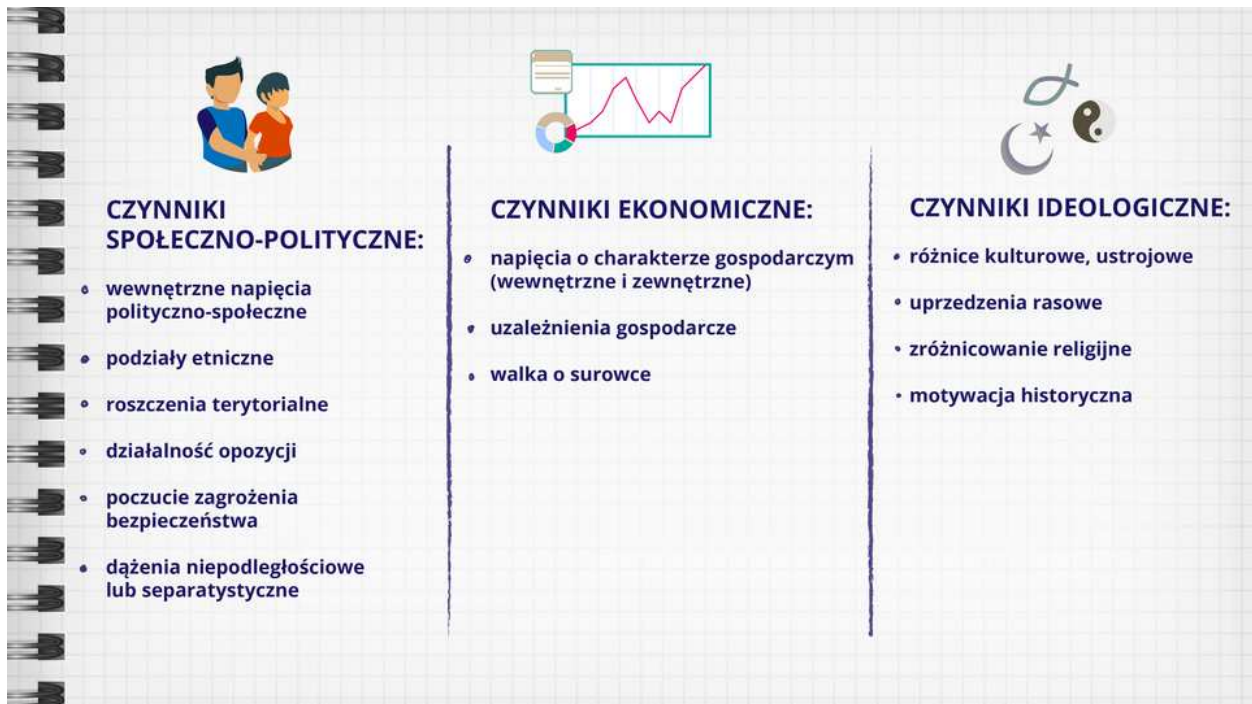 CZYNNIKI
SPOŁECZNO-POLITYCZNE:
• wewnętrzne napięcia
polityczno-społeczne
• podziały etniczne
• roszczenia terytorialne
• działalność opozycji
• poczucie zagrożenia
bezpieczeństwa
• dążenia niepodległościowe
lub separatystyczne
CZYNNIKI EKONOMICZNE:
• napięcia o charakterze gospodarczym
(wewnętrzne i zewnętrzne)
• uzależnienia gospodarcze
• walka o surowce
CZYNNIKI IDEOLOGICZNE:
• różnice kulturowe, ustrojowe
• uprzedzenia rasowe
• zróżnicowanie religijne
• motywacja historyczna